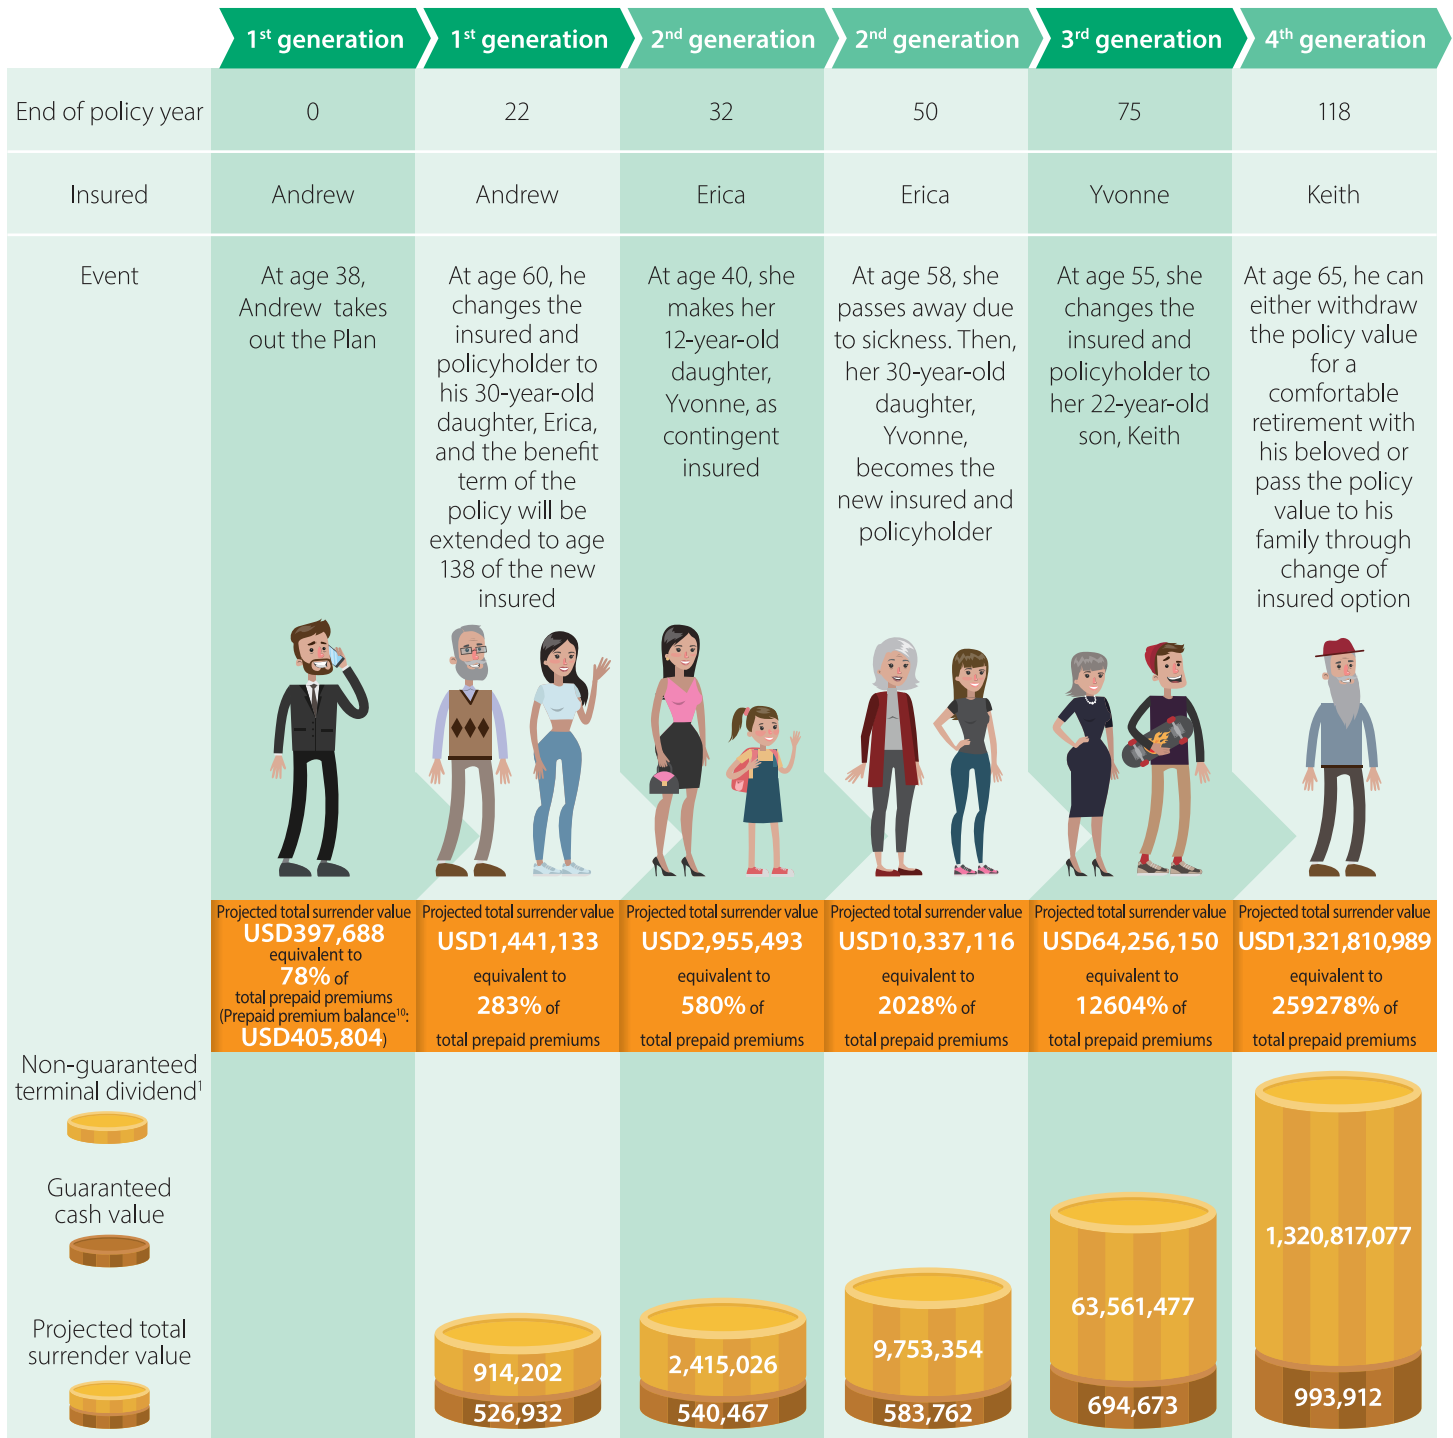 1st generation
1st generation
2nd generation
2nd generation
3rd generation
4th generation
End of policy year
0
22
32
50
75
118
Insured
Andrew
Andrew
Erica
Erica
Yvonne
Keith
Event
At age 38,
Andrew takes
out the Plan
At age 60, he
changes the
insured and
policyholder to
his 30-year-old
daughter, Erica,
and the benefit
term of the
policy will be
extended to age
138 of the new
insured
At age 40, she
makes her
12-year-old
daughter,
Yvonne, as
contingent
insured
At age 58, she
passes away due
to sickness. Then,
her 30-year-old
daughter,
Yvonne,
becomes the
new insured and
policyholder
At age 55, she
changes the
insured and
policyholder to
her 22-year-old
son, Keith
At age 65, he can
either withdraw
the policy value
for a
comfortable
retirement with
his beloved or
pass the policy
value to his
family through
change of
insured option
Projected total surrender value
USD397,688
equivalent to
78% of
total prepaid premiums
(Prepaid premium balance10:
USD405,804)
Projected total surrender value
USD1,441,133
equivalent to
283% of
total prepaid premiums
Projected total surrender value
USD2,955,493
equivalent to
580% of
total prepaid premiums
Projected total surrender value
USD10,337,116
equivalent to
2028% of
total prepaid premiums
Projected total surrender value
USD64,256,150
equivalent to
12604% of
total prepaid premiums
Projected total surrender value
USD1,321,810,989
equivalent to
259278% of
total prepaid premiums
Non-guaranteed
terminal dividend1
Guaranteed
cash value
Projected total
surrender value
914,202
526,932
2,415,026
540,467
9,753,354
583,762
63,561,477
694,673
1,320,817,077
993,912